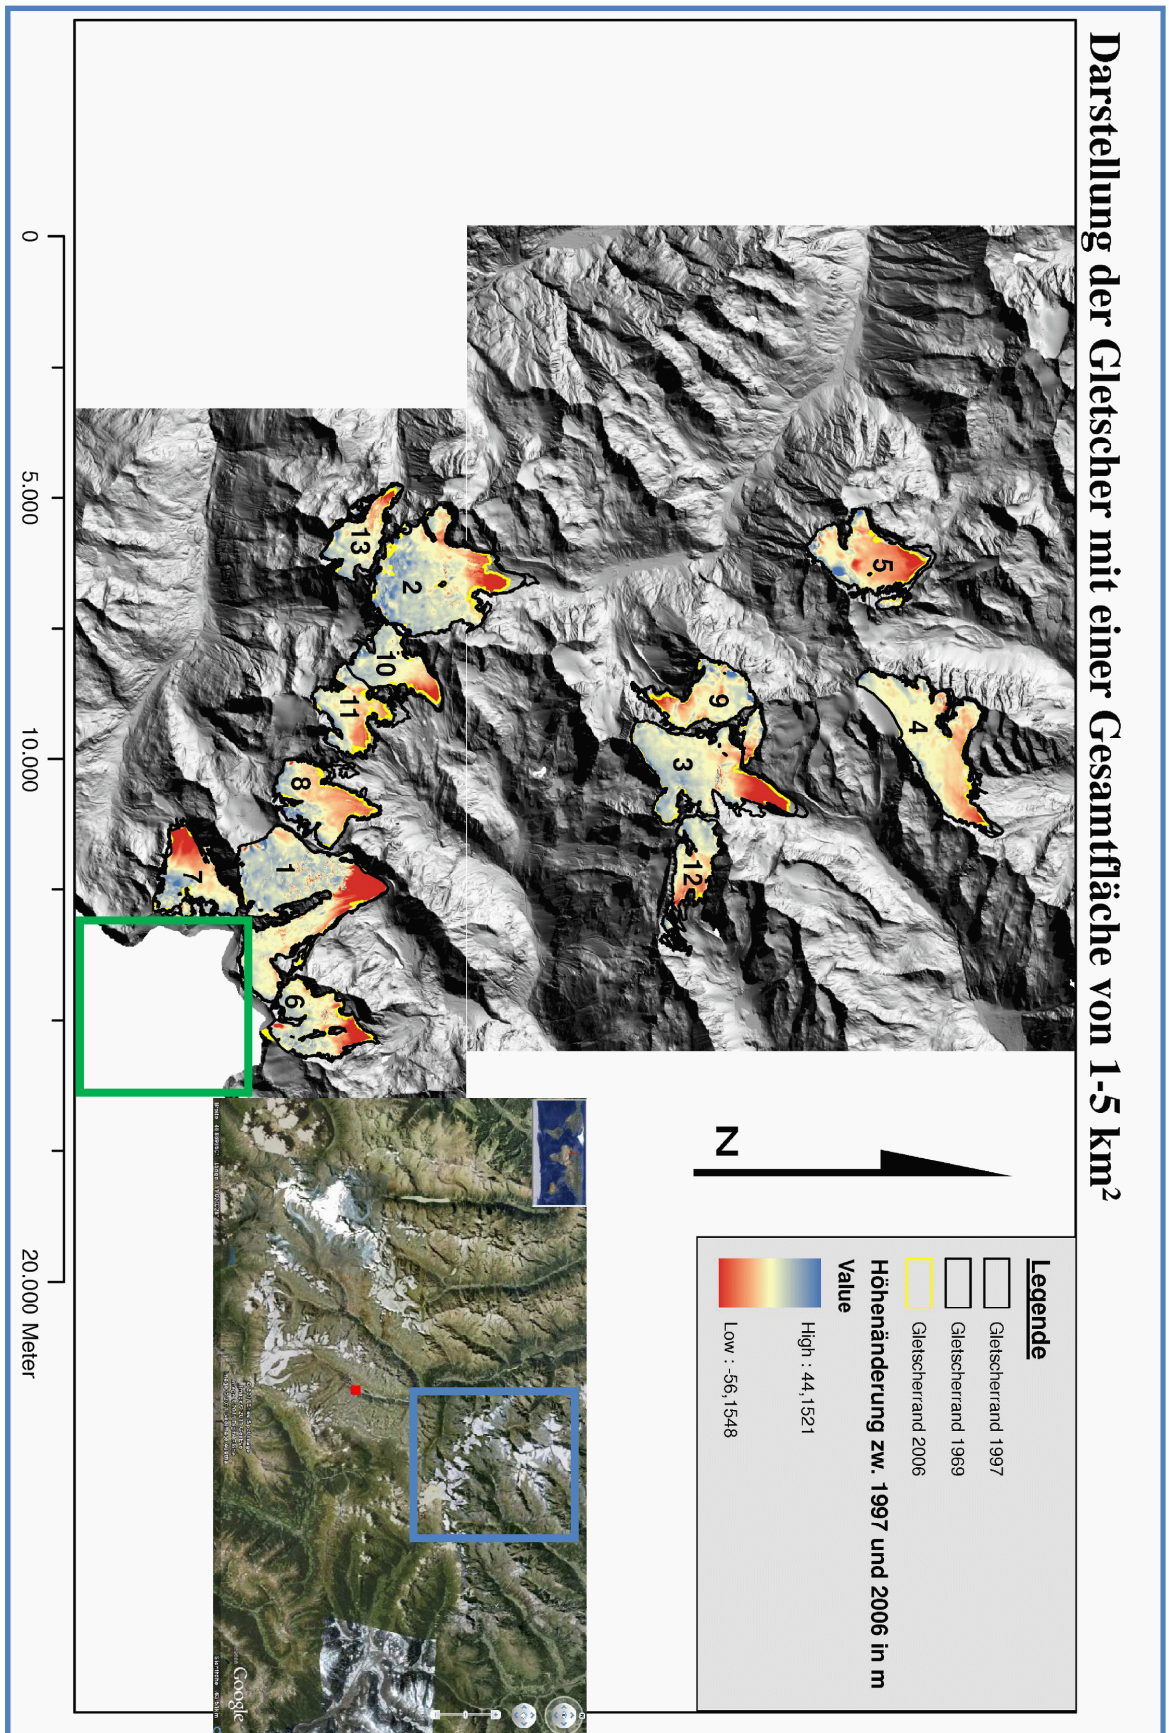 Darstellung der Gletscher mit einer Gesamtfläche von 1-5 km²
5
4
9
3
12
13
2
10
11
8
1
7
6
N
Legende
Gletscherrand 1997
Gletscherrand 1969
Gletscherrand 2006
Höhenänderung zw. 1997 und 2006 in m
Value
High : 44,1521
Low : -56,1548
Google
0
5.000
10.000
20.000 Meter